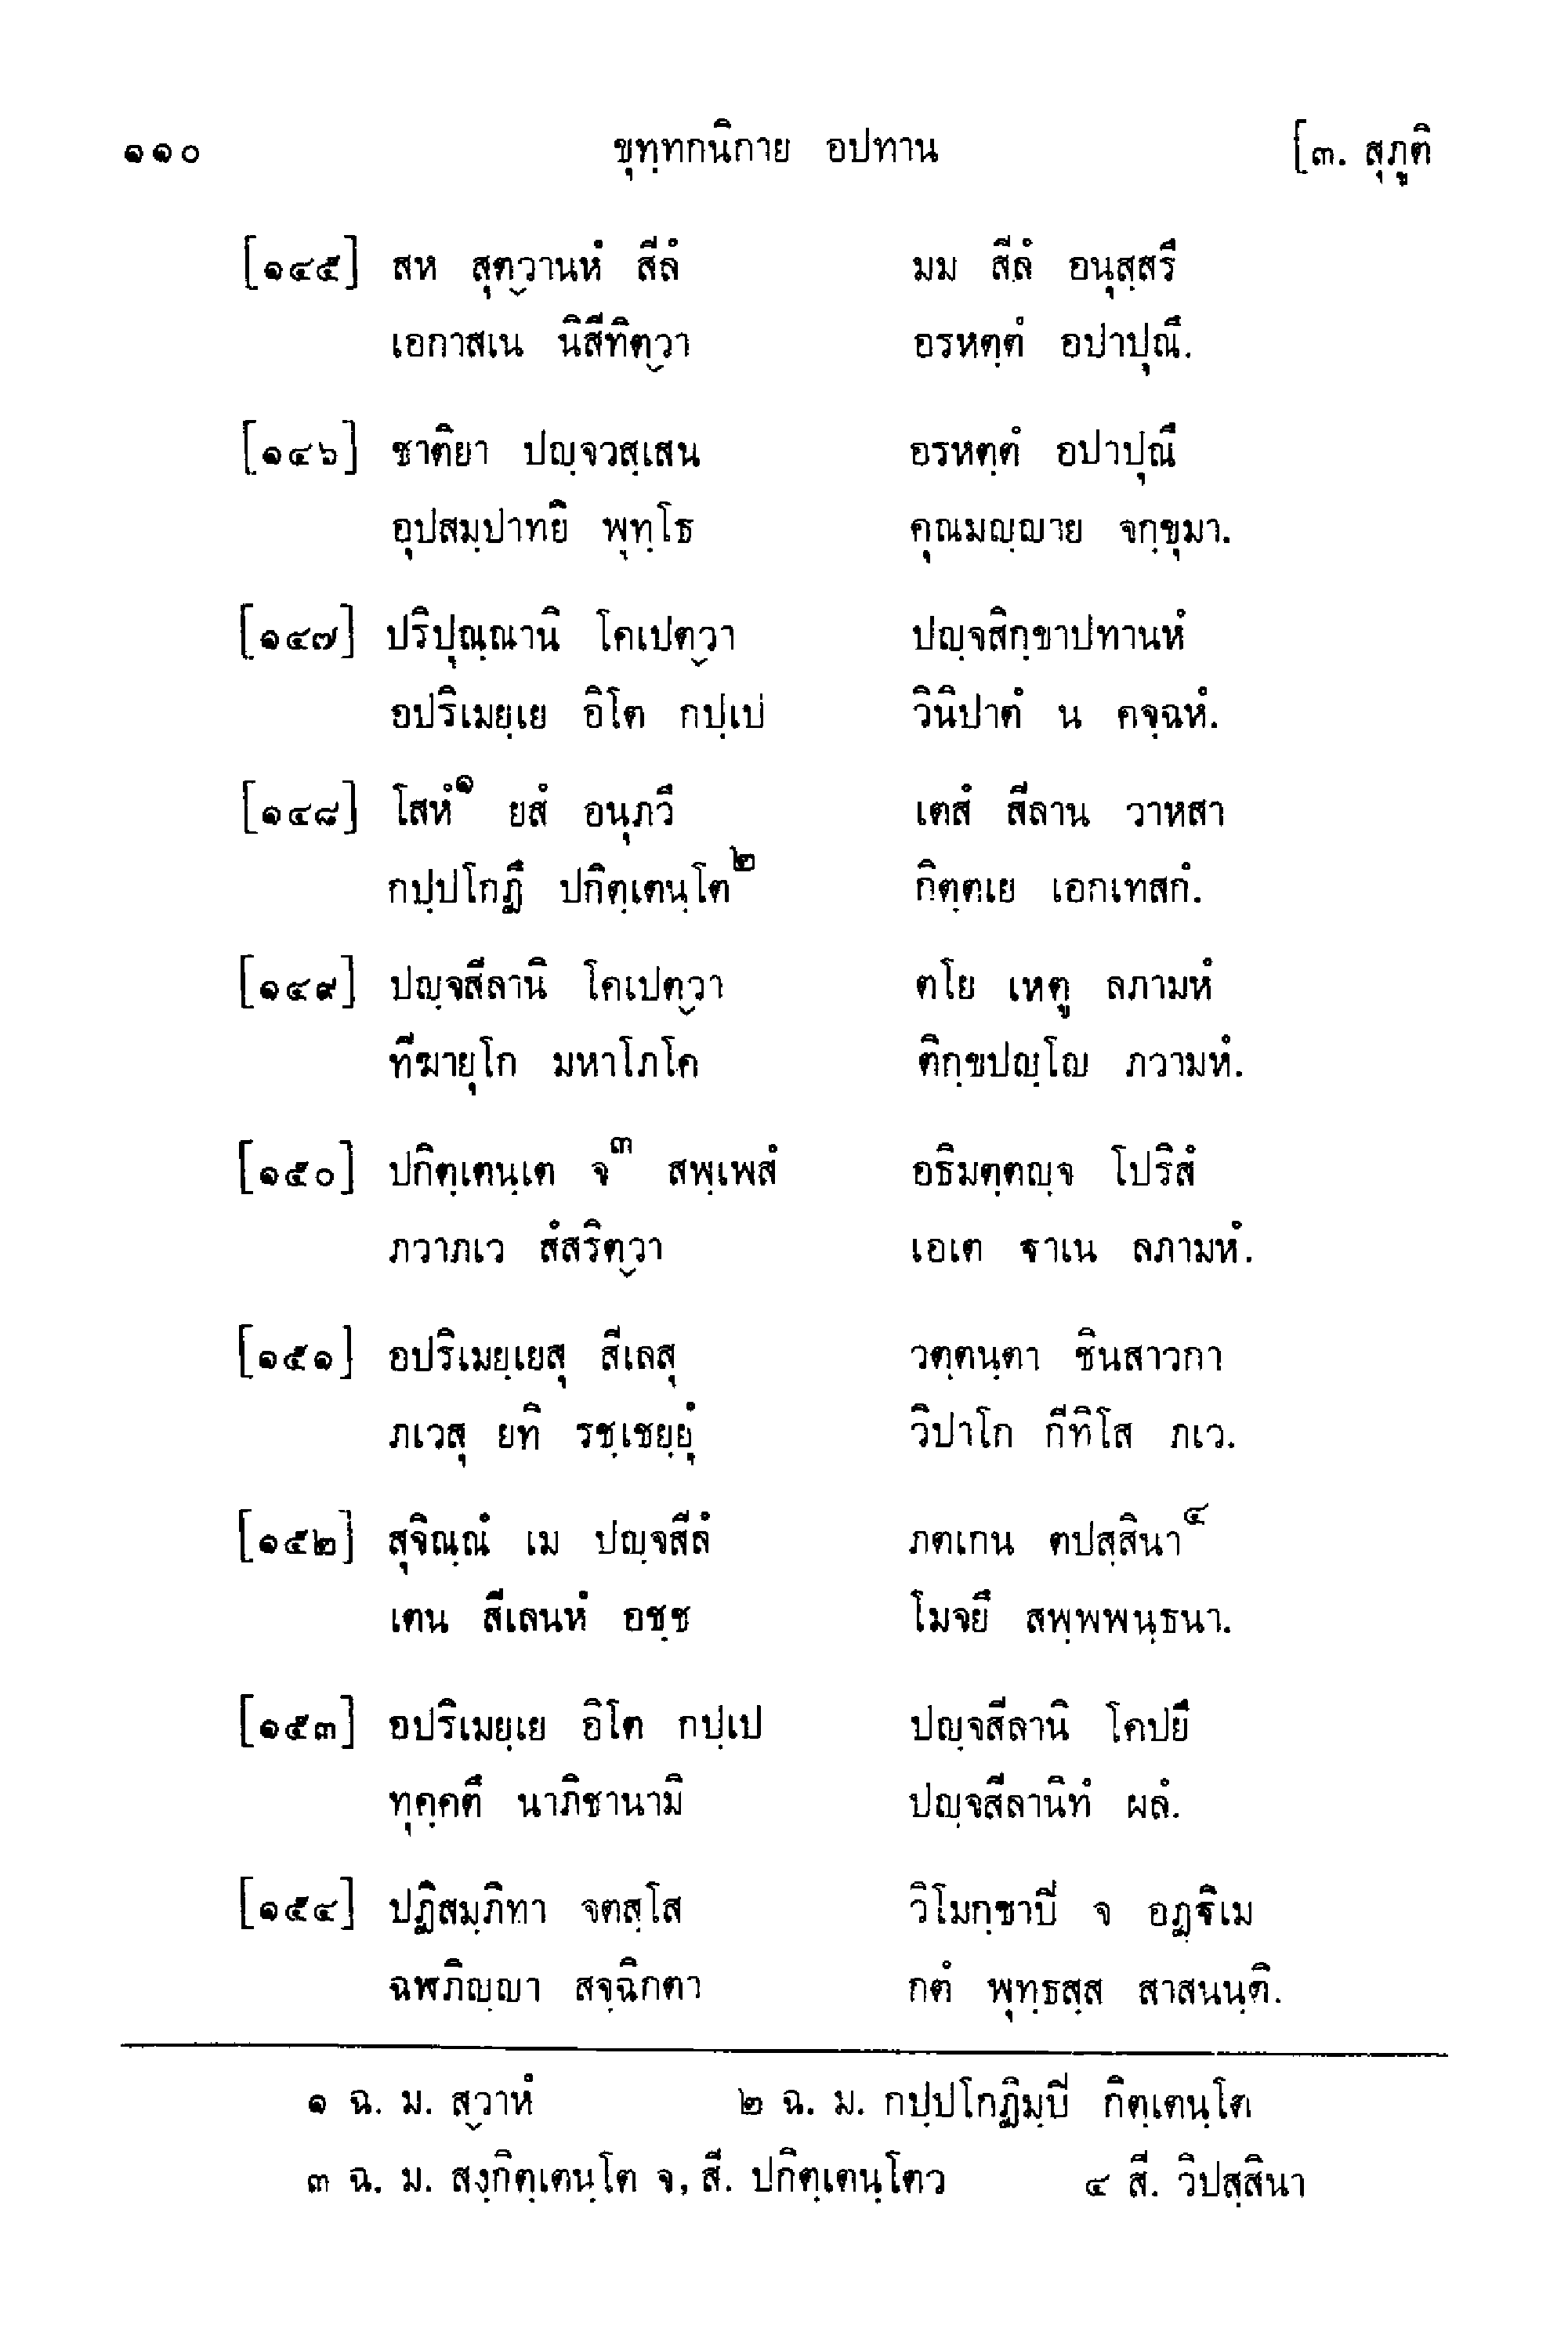 ๑๑๐ ขุทฺทกนิกาย อปทาน [๓. สุภูติ
[๑๔๕] สห สุตฺวานหํ สีลํ มม สีลํ อนุสฺสรึ
เอกาสเน นิสีทิตฺวา อรหตฺตํ อปาปุณึ.
[๑๔๖] ชาติยา ปญฺจวสฺเสน อรหตฺตํ อปาปุณึ
อุปสมฺปาทยิ พุทฺโธ คุณมญฺญาย จกฺขุมา.
[๑๔๗] ปริปุณฺณานิ โคเปตฺวา ปญฺจสิกฺขาปทานหํ
อปริเมยฺเย อิโต กปฺเป วินิปาตํ น คจฺฉหํ.
[๑๔๘] โสหํ๑ ยสํ อนุภวึ เตสํ สีลาน วาหสา
กปฺปโกฏึ ปกิตฺเตนฺโต๒ กิตฺตเย เอกเทสกํ.
[๑๔๙] ปญฺจสีลานิ โคเปตฺวา ตโย เหตู ลภามหํ
ทีฆายุโก มหาโภโค ติกฺขปญฺโญ ภวามหํ.
[๑๕๐] ปกิตฺเตนฺเต จ๓ สพฺเพสํ อธิมตฺตญฺจ โปริสํ
ภวาภเว สํสริตฺวา เอเต ฐาเน ลภามหํ.
[๑๕๑] อปริเมยฺเยสุ สีเลสุ วตฺตนฺตา ชินสาวกา
ภเวสุ ยทิ รชฺเชยฺยุํ วิปาโก กีทิโส ภเว.
[๑๕๒] สุจิณฺณํ เม ปญฺจสีลํ ภตเกน ตปสฺสินา๔
เตน สีเลนหํ อชฺช โมจยึ สพฺพพนฺธนา.
[๑๕๓] อปริเมยฺเย อิโต กปฺเป ปญฺจสีลานิ โคปยึ
ทุคฺคตึ นาภิชานามิ ปญฺจสีลานิทํ ผลํ.
[๑๕๔] ปฏิสมฺภิทา จตสฺโส วิโมกฺขาปี จ อฏฺฐิเม
ฉฬภิญฺญา สจฺฉิกตา กตํ พุทฺธสฺส สาสนนฺติ.
๑ ฉ. ม. สฺวาหํ ๒ ฉ. ม. กปฺปโกฏิมฺปี กิตฺเตนฺโต
๓ ฉ. ม. สงฺกิตฺเตนฺโต จ, สี. ปกิตฺเตนฺโตว ๔ สี. วิปสฺสินา